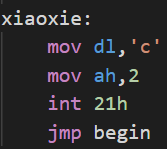 xiaoxie:
mov dl,'c'
mov ah,2
int 21h
jmp begin